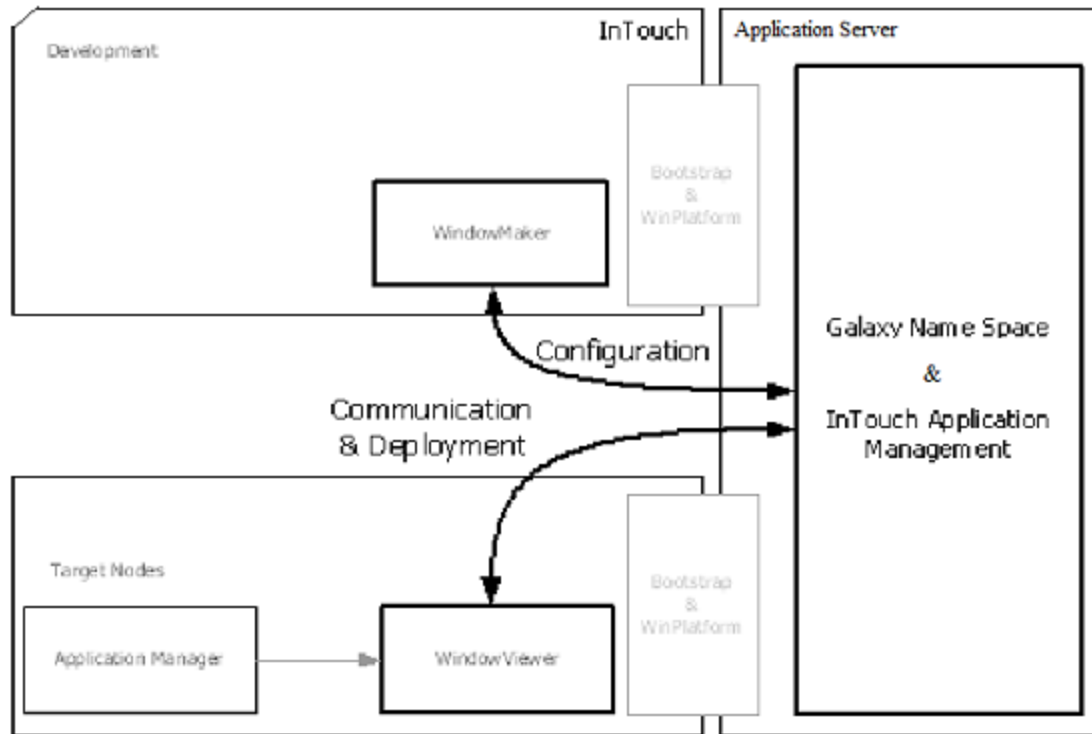 InTouch
Development
WindowMaker
Bootstrap
&
WinPlatform
Application Server
Galaxy Name Space
&
InTouch Application
Management
Configuration
Communication
& Deployment
Target Nodes
Application Manager
WindowViewer
Bootstrap
&
WinPlatform